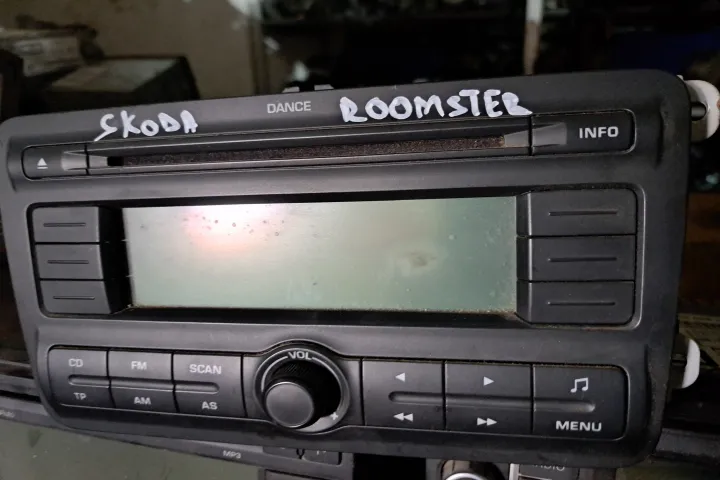 SKODA DANCE ROOMSTER
INFO
VOL
CD FM SCAN
TP AM AS
MENU
MP3